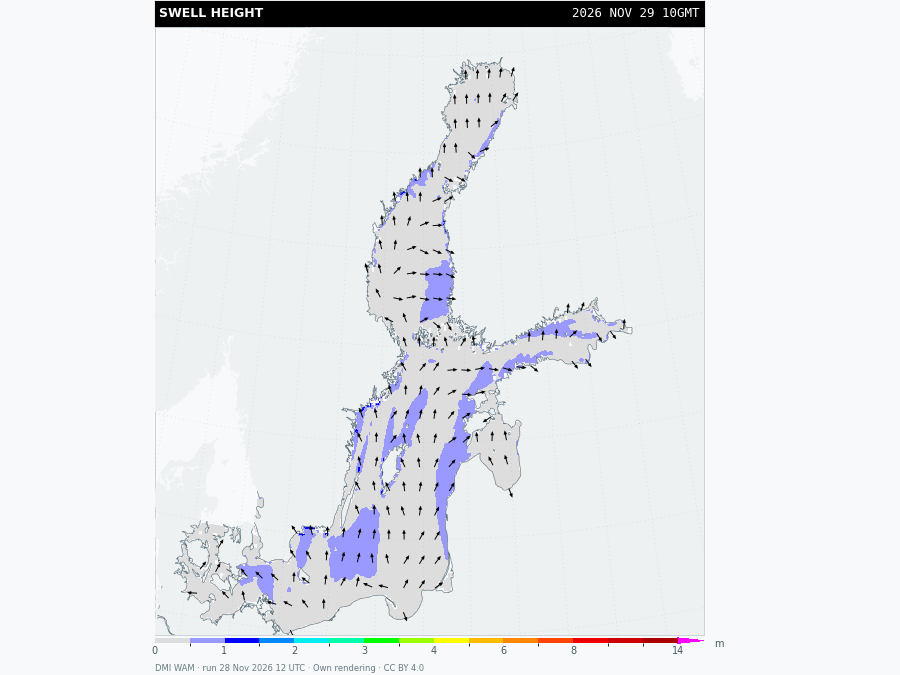 SWELL HEIGHT
2026 NOV 29 10GMT
0 1 2 3 4 6 8 14 m
DMI WAM · run 28 Nov 2026 12 UTC · Own rendering · CC BY 4.0